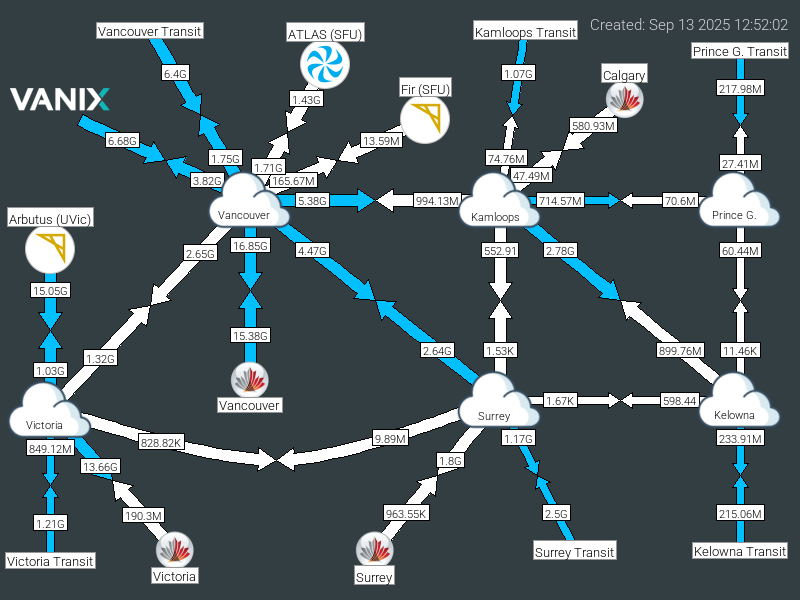 Created: Sep 13 2025 12:52:02
Vancouver Transit
ATLAS (SFU)
Kamloops Transit
Prince G. Transit
6.4G
1.07G
Calgary
217.98M
VANIX
1.43G
Fir (SFU)
580.93M
6.68G
13.59M
1.75G
1.71G
74.76M
27.41M
3.82G
165.67M
47.49M
5.38G
994.13M
714.57M
70.6M
Vancouver
Kamloops
Prince G.
Arbutus (UVic)
16.85G
4.47G
552.91
2.78G
60.44M
2.65G
15.05G
15.38G
1.03G
1.32G
2.64G
1.53K
899.76M
11.46K
Vancouver
1.67K
598.44
Victoria
Surrey
Kelowna
849.12M
828.82K
9.89M
1.17G
233.91M
13.66G
1.8G
1.21G
190.3M
963.55K
2.5G
215.06M
Victoria Transit
Victoria
Surrey
Surrey Transit
Kelowna Transit